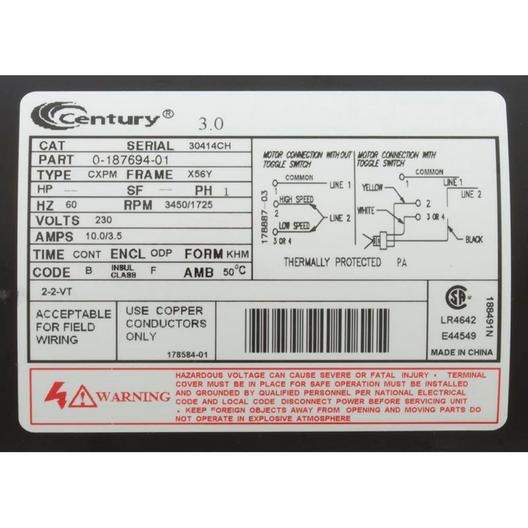 Century® 3.0
CAT SERIAL 30414CH
PART 0-187694-01
TYPE CXPM FRAME X56Y
HP -- SF -- PH 1
HZ 60 RPM 3450/1725
VOLTS 230
AMPS 10.0/3.5
TIME CONT ENCL ODP FORM KHM
CODE B INSUL CLASS F AMB 50°C
2-2-VT
MOTOR CONNECTION WITHOUT
TOGGLE SWITCH
COMMON
1
LINE 1
HIGH SPEED
2
LINE 2
LOW SPEED
3 OR 4
178887-03
MOTOR CONNECTION WITH
TOGGLE SWITCH
COMMON
1
LINE 1
YELLOW
2
LINE 2
WHITE
3 OR 4
BLACK
THERMALLY PROTECTED PA
ACCEPTABLE
FOR FIELD
WIRING
USE COPPER
CONDUCTORS
ONLY
178584-01
SA
LR4642
E44549
MADE IN CHINA
188491N
WARNING
HAZARDOUS VOLTAGE CAN CAUSE SEVERE OR FATAL INJURY • TERMINAL
COVER MUST BE IN PLACE FOR SAFE OPERATION MUST BE INSTALLED
AND GROUNDED BY QUALIFIED PERSONNEL PER NATIONAL ELECTRICAL
CODE AND LOCAL CODES DISCONNECT POWER BEFORE SERVICING UNIT
• KEEP FOREIGN OBJECTS AWAY FROM OPENING AND MOVING PARTS DO
NOT OPERATE IN EXPLOSIVE ATMOSPHERE